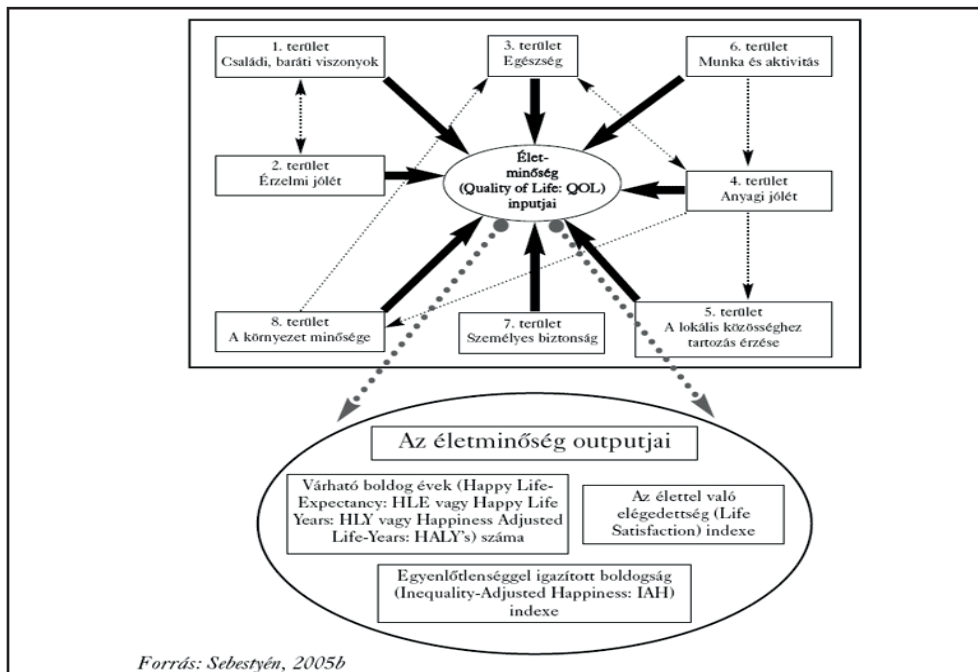 1. terület
Családi, baráti viszonyok
3. terület
Egészség
6. terület
Munka és aktivitás
2. terület
Érzelmi jólét
Élet-
minőség
(Quality of Life: QOL)
inputjai
4. terület
Anyagi jólét
8. terület
A környezet minősége
7. terület
Személyes biztonság
5. terület
A lokális közösséghez
tartozás érzése
Az életminőség outputjai
Várható boldog évek (Happy Life-
Expectancy: HLE vagy Happy Life
Years: HLY vagy Happiness Adjusted
Life-Years: HALY's) száma
Az élettel való
elégedettség (Life
Satisfaction) indexe
Egyenlőtlenséggel igazított boldogság
(Inequality-Adjusted Happiness: IAH)
indexe
Forrás: Sebestyén, 2005b